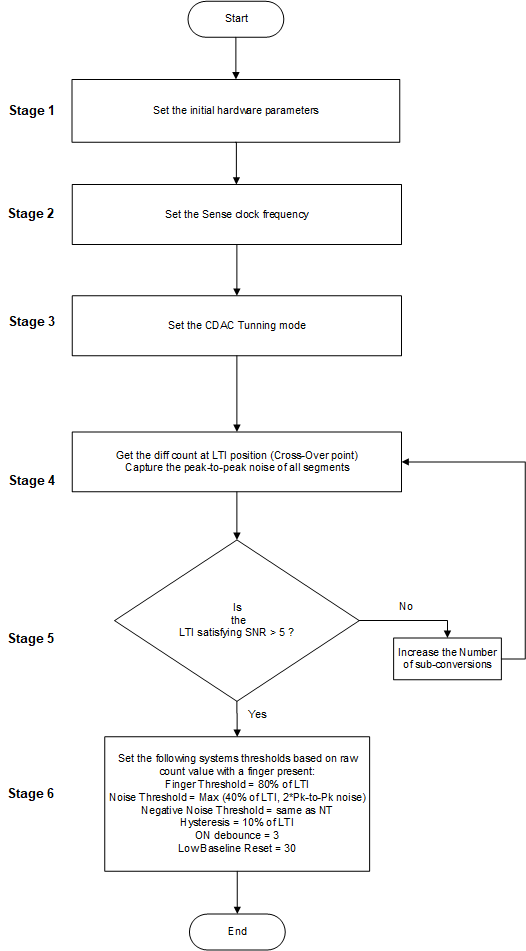 Start
Stage 1
Set the initial hardware parameters
Stage 2
Set the Sense clock frequency
Stage 3
Set the CDAC Tunning mode
Stage 4
Get the diff count at LTI position (Cross-Over point)
Capture the peak-to-peak noise of all segments
Stage 5
Is
the
LTI satisfying SNR > 5 ?
No
Increase the Number
of sub-conversions
Yes
Stage 6
Set the following systems thresholds based on raw
count value with a finger present:
Finger Threshold = 80% of LTI
Noise Threshold = Max (40% of LTI, 2*Pk-to-Pk noise)
Negative Noise Threshold = same as NT
Hysteresis = 10% of LTI
ON debounce = 3
Low Baseline Reset = 30
End